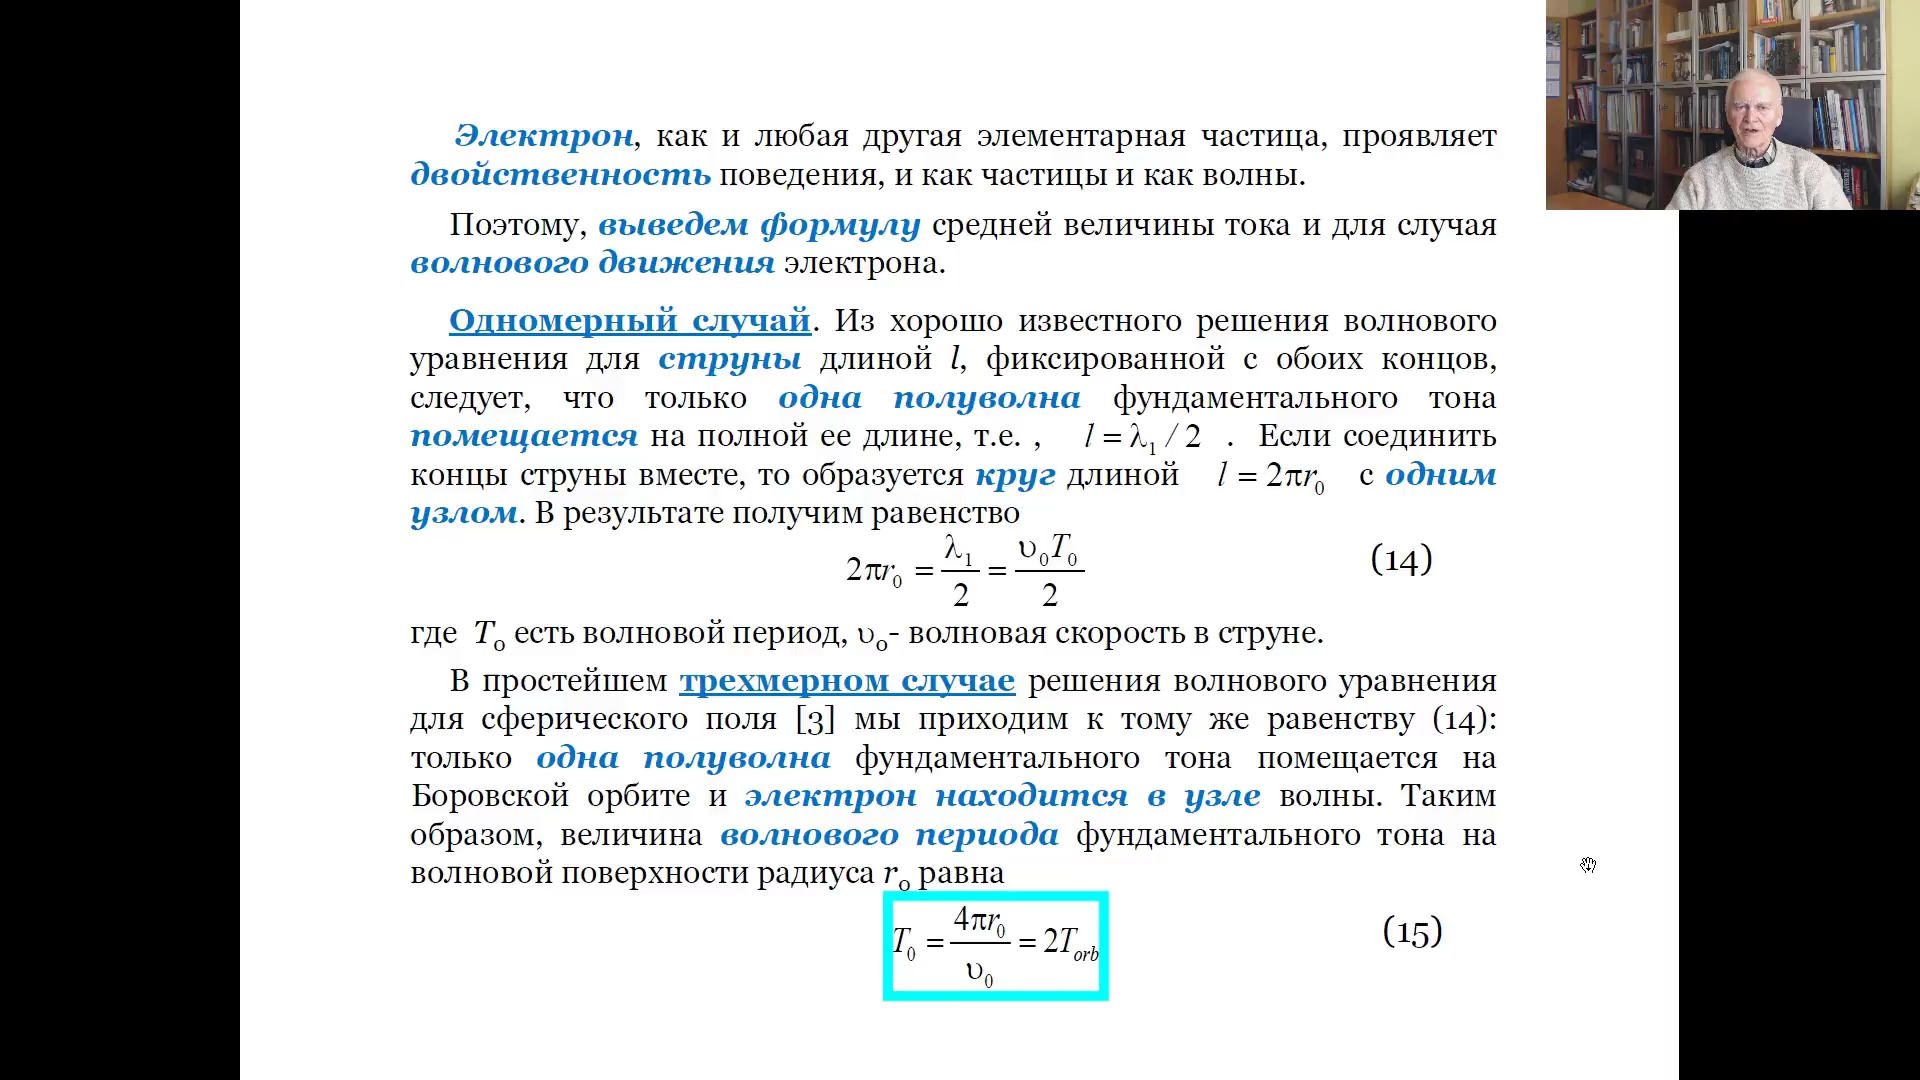 Электрон, как и любая другая элементарная частица, проявляет
двойственность поведения, и как частицы и как волны.
Поэтому, выведем формулу средней величины тока и для случая
волнового движения электрона.
Одномерный случай. Из хорошо известного решения волнового
уравнения для струны длиной l, фиксированной с обоих концов,
следует, что только одна полуволна фундаментального тона
помещается на полной ее длине, т.е. , l = λ₁ / 2 . Если соединить
концы струны вместе, то образуется круг длиной l = 2πr₀ с одним
узлом. В результате получим равенство
2πr₀ = λ₁/2 = υ₀T₀/2 (14)
где T₀ есть волновой период, υ₀- волновая скорость в струне.
В простейшем трехмерном случае решения волнового уравнения
для сферического поля [3] мы приходим к тому же равенству (14):
только одна полуволна фундаментального тона помещается на
Боровской орбите и электрон находится в узле волны. Таким
образом, величина волнового периода фундаментального тона на
волновой поверхности радиуса r₀ равна
T₀ = 4πr₀/υ₀ = 2T_orb (15)